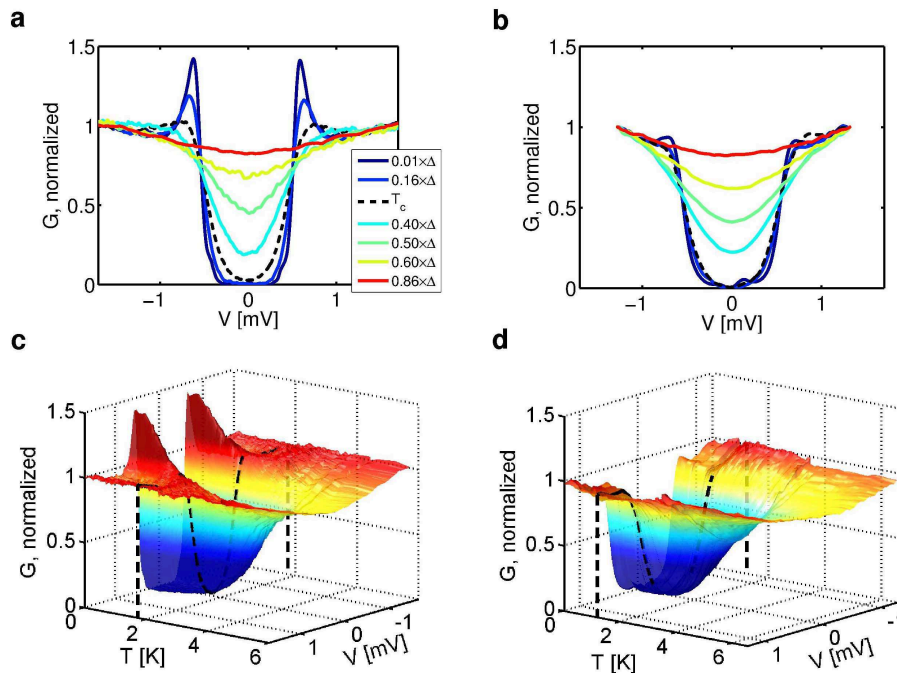 a
1.5
1
0.5
0
G, normalized
−1
0
1
V [mV]
0.01×Δ
0.16×Δ
T_c
0.40×Δ
0.50×Δ
0.60×Δ
0.86×Δ
b
1.5
1
0.5
0
G, normalized
−1
0
1
V [mV]
c
1.5
1
0.5
0
G, normalized
2
4
6
T [K]
1
0
-1
V [mV]
d
1.5
1
0.5
0
G, normalized
2
4
6
T [K]
1
0
-1
V [mV]